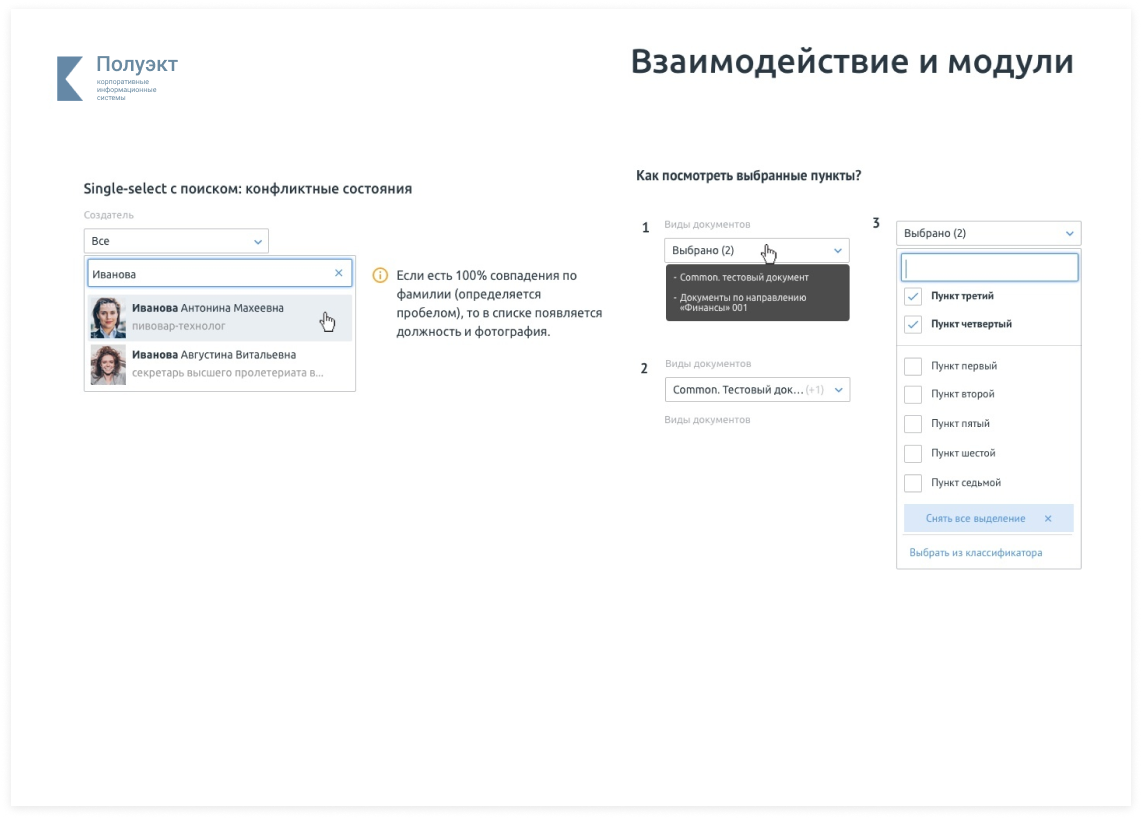 Полуэкт
корпоративные
информационные
системы
Взаимодействие и модули
Single-select с поиском: конфликтные состояния
Создатель
Все
Иванова
Иванова Антонина Махеевна
пивовар-технолог
Иванова Августина Витальевна
секретарь высшего пролетериата в...
Если есть 100% совпадения по
фамилии (определяется
пробелом), то в списке появляется
должность и фотография.
Как посмотреть выбранные пункты?
1
Виды документов
Выбрано (2)
- Common. тестовый документ
- Документы по направлению
«Финансы» 001
2
Виды документов
Common. Тестовый док... (+1)
Виды документов
3
Выбрано (2)
Пункт третий
Пункт четвертый
Пункт первый
Пункт второй
Пункт пятый
Пункт шестой
Пункт седьмой
Снять все выделение
Выбрать из классификатора